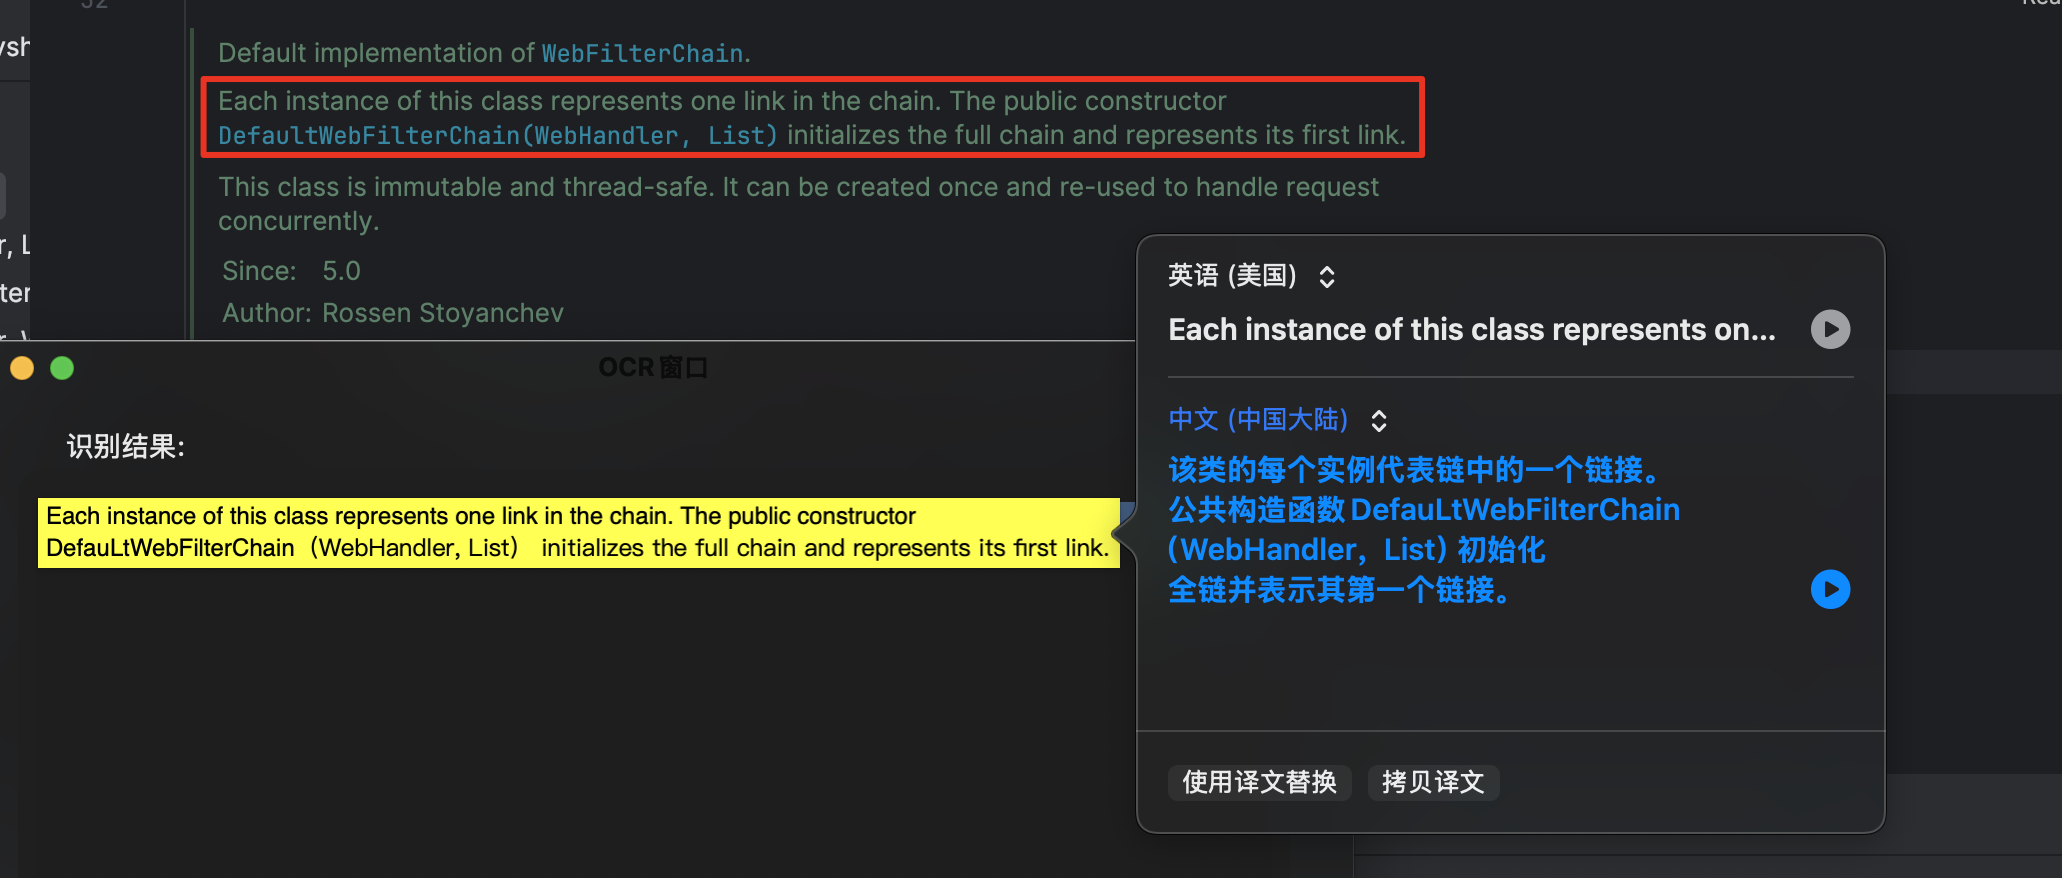 Default implementation of WebFilterChain.
Each instance of this class represents one link in the chain. The public constructor
DefaultWebFilterChain(WebHandler, List) initializes the full chain and represents its first link.
This class is immutable and thread-safe. It can be created once and re-used to handle request
concurrently.
Since: 5.0
Author: Rossen Stoyanchev
OCR 窗口
识别结果:
Each instance of this class represents one link in the chain. The public constructor
DefauLtWebFilterChain（WebHandler, List） initializes the full chain and represents its first link.
英语 (美国)
Each instance of this class represents on...
中文 (中国大陆)
该类的每个实例代表链中的一个链接。
公共构造函数 DefauLtWebFilterChain
（WebHandler，List）初始化
全链并表示其第一个链接。
使用译文替换 拷贝译文